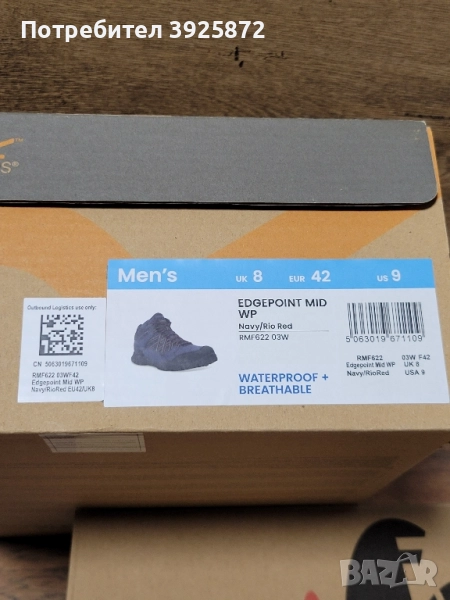 Потребител 3925872
S®
Men's
UK 8 EUR 42 US 9
EDGEPOINT MID
WP
Navy/Rio Red
RMF622 03W
WATERPROOF +
BREATHABLE
5 063019 671109
RMF622 03W F42
Edgepoint Mid WP UK 8
Navy/RioRed USA 9
Outbound Logistics use only:
CN 5063019671109
RMF622 03WF42
Edgepoint Mid WP
Navy/RioRed EU42/UK8
BAZAR